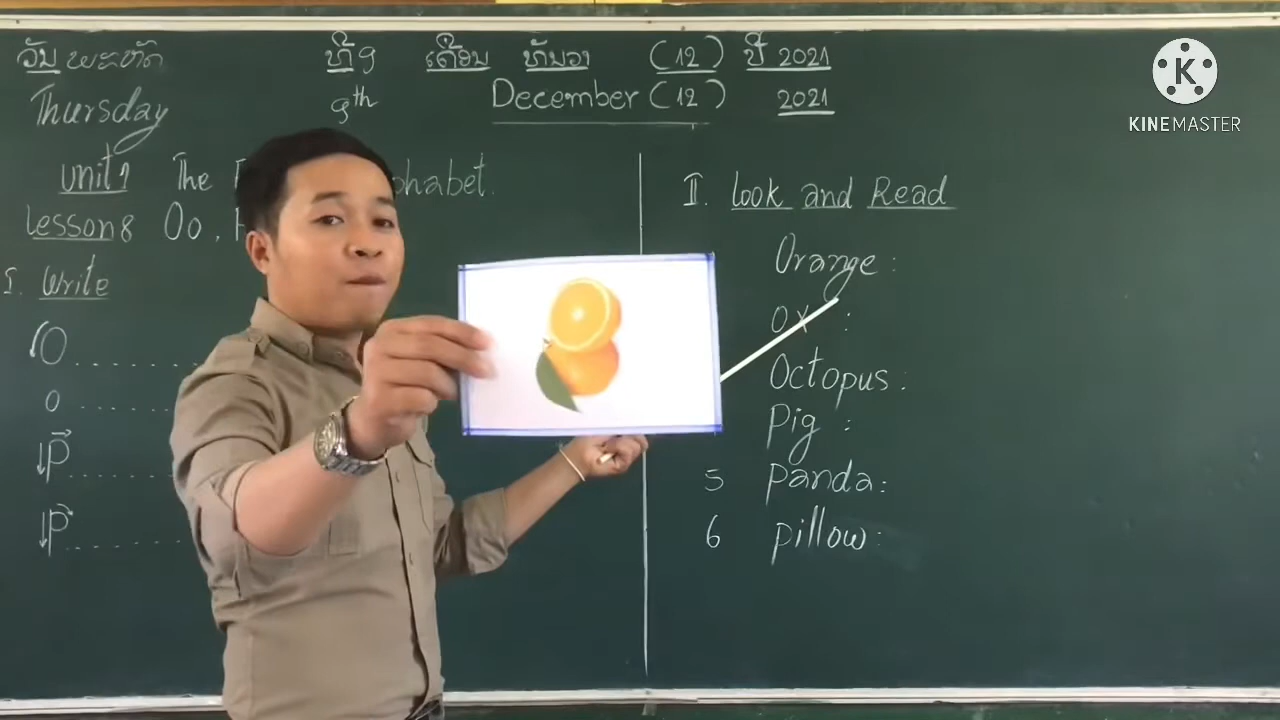 ວັນ ພະຫັດ ທີ 9 ເດືອນ ທັນວາ (12) ປີ 2021
Thursday 9th December (12) 2021
Unit 1 The
Lesson 8 Oo,
I. Write
O
o
P
P
II. Look and Read
Orange:
Ox :
Octopus:
Pig :
5 Panda:
6 pillow:
KINEMASTER